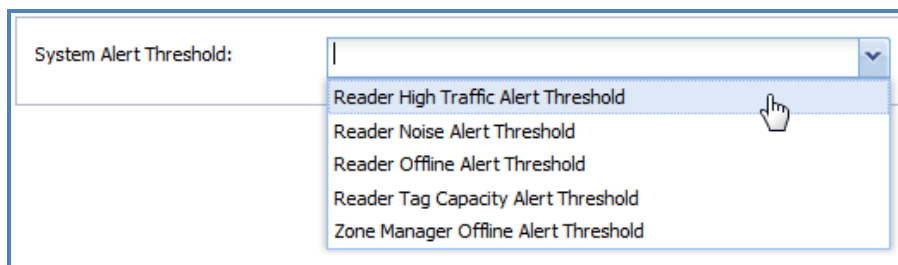 System Alert Threshold:
Reader High Traffic Alert Threshold
Reader Noise Alert Threshold
Reader Offline Alert Threshold
Reader Tag Capacity Alert Threshold
Zone Manager Offline Alert Threshold